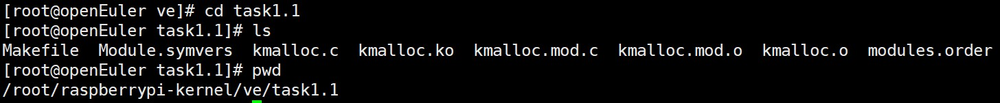 [root@openEuler ve]# cd task1.1
[root@openEuler task1.1]# ls
Makefile  Module.symvers  kmalloc.c  kmalloc.ko  kmalloc.mod.c  kmalloc.mod.o  kmalloc.o  modules.order
[root@openEuler task1.1]# pwd
/root/raspberrypi-kernel/ve/task1.1